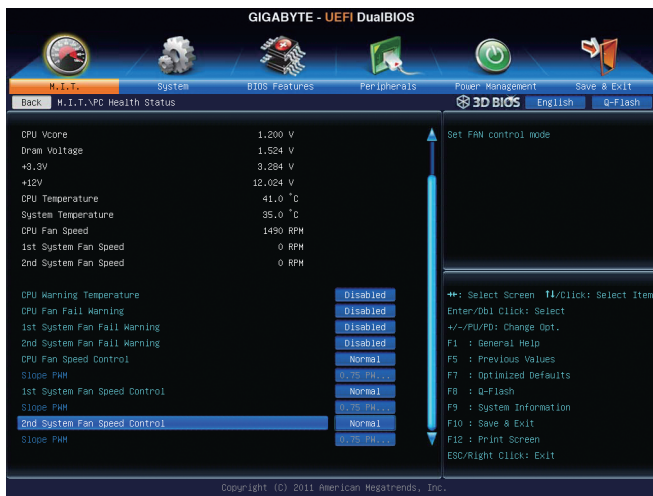 GIGABYTE - UEFI DualBIOS
M.I.T. System BIOS Features Peripherals Power Management Save & Exit
Back M.I.T.\PC Health Status 3D BIOS English Q-Flash
CPU Vcore 1.200 V
Dram Voltage 1.524 V
+3.3V 3.284 V
+12V 12.024 V
CPU Temperature 41.0 °C
System Temperature 35.0 °C
CPU Fan Speed 1490 RPM
1st System Fan Speed 0 RPM
2nd System Fan Speed 0 RPM
CPU Warning Temperature Disabled
CPU Fan Fail Warning Disabled
1st System Fan Fail Warning Disabled
2nd System Fan Fail Warning Disabled
CPU Fan Speed Control Normal
Slope PWM 0.75 PW...
1st System Fan Speed Control Normal
Slope PWM 0.75 PW...
2nd System Fan Speed Control Normal
Slope PWM 0.75 PW...
Set FAN control mode
→←: Select Screen ↑↓/Click: Select Item
Enter/Dbl Click: Select
+/-/PU/PD: Change Opt.
F1 : General Help
F5 : Previous Values
F7 : Optimized Defaults
F8 : Q-Flash
F9 : System Information
F10 : Save & Exit
F12 : Print Screen
ESC/Right Click: Exit
Copyright (C) 2011 American Megatrends, Inc.